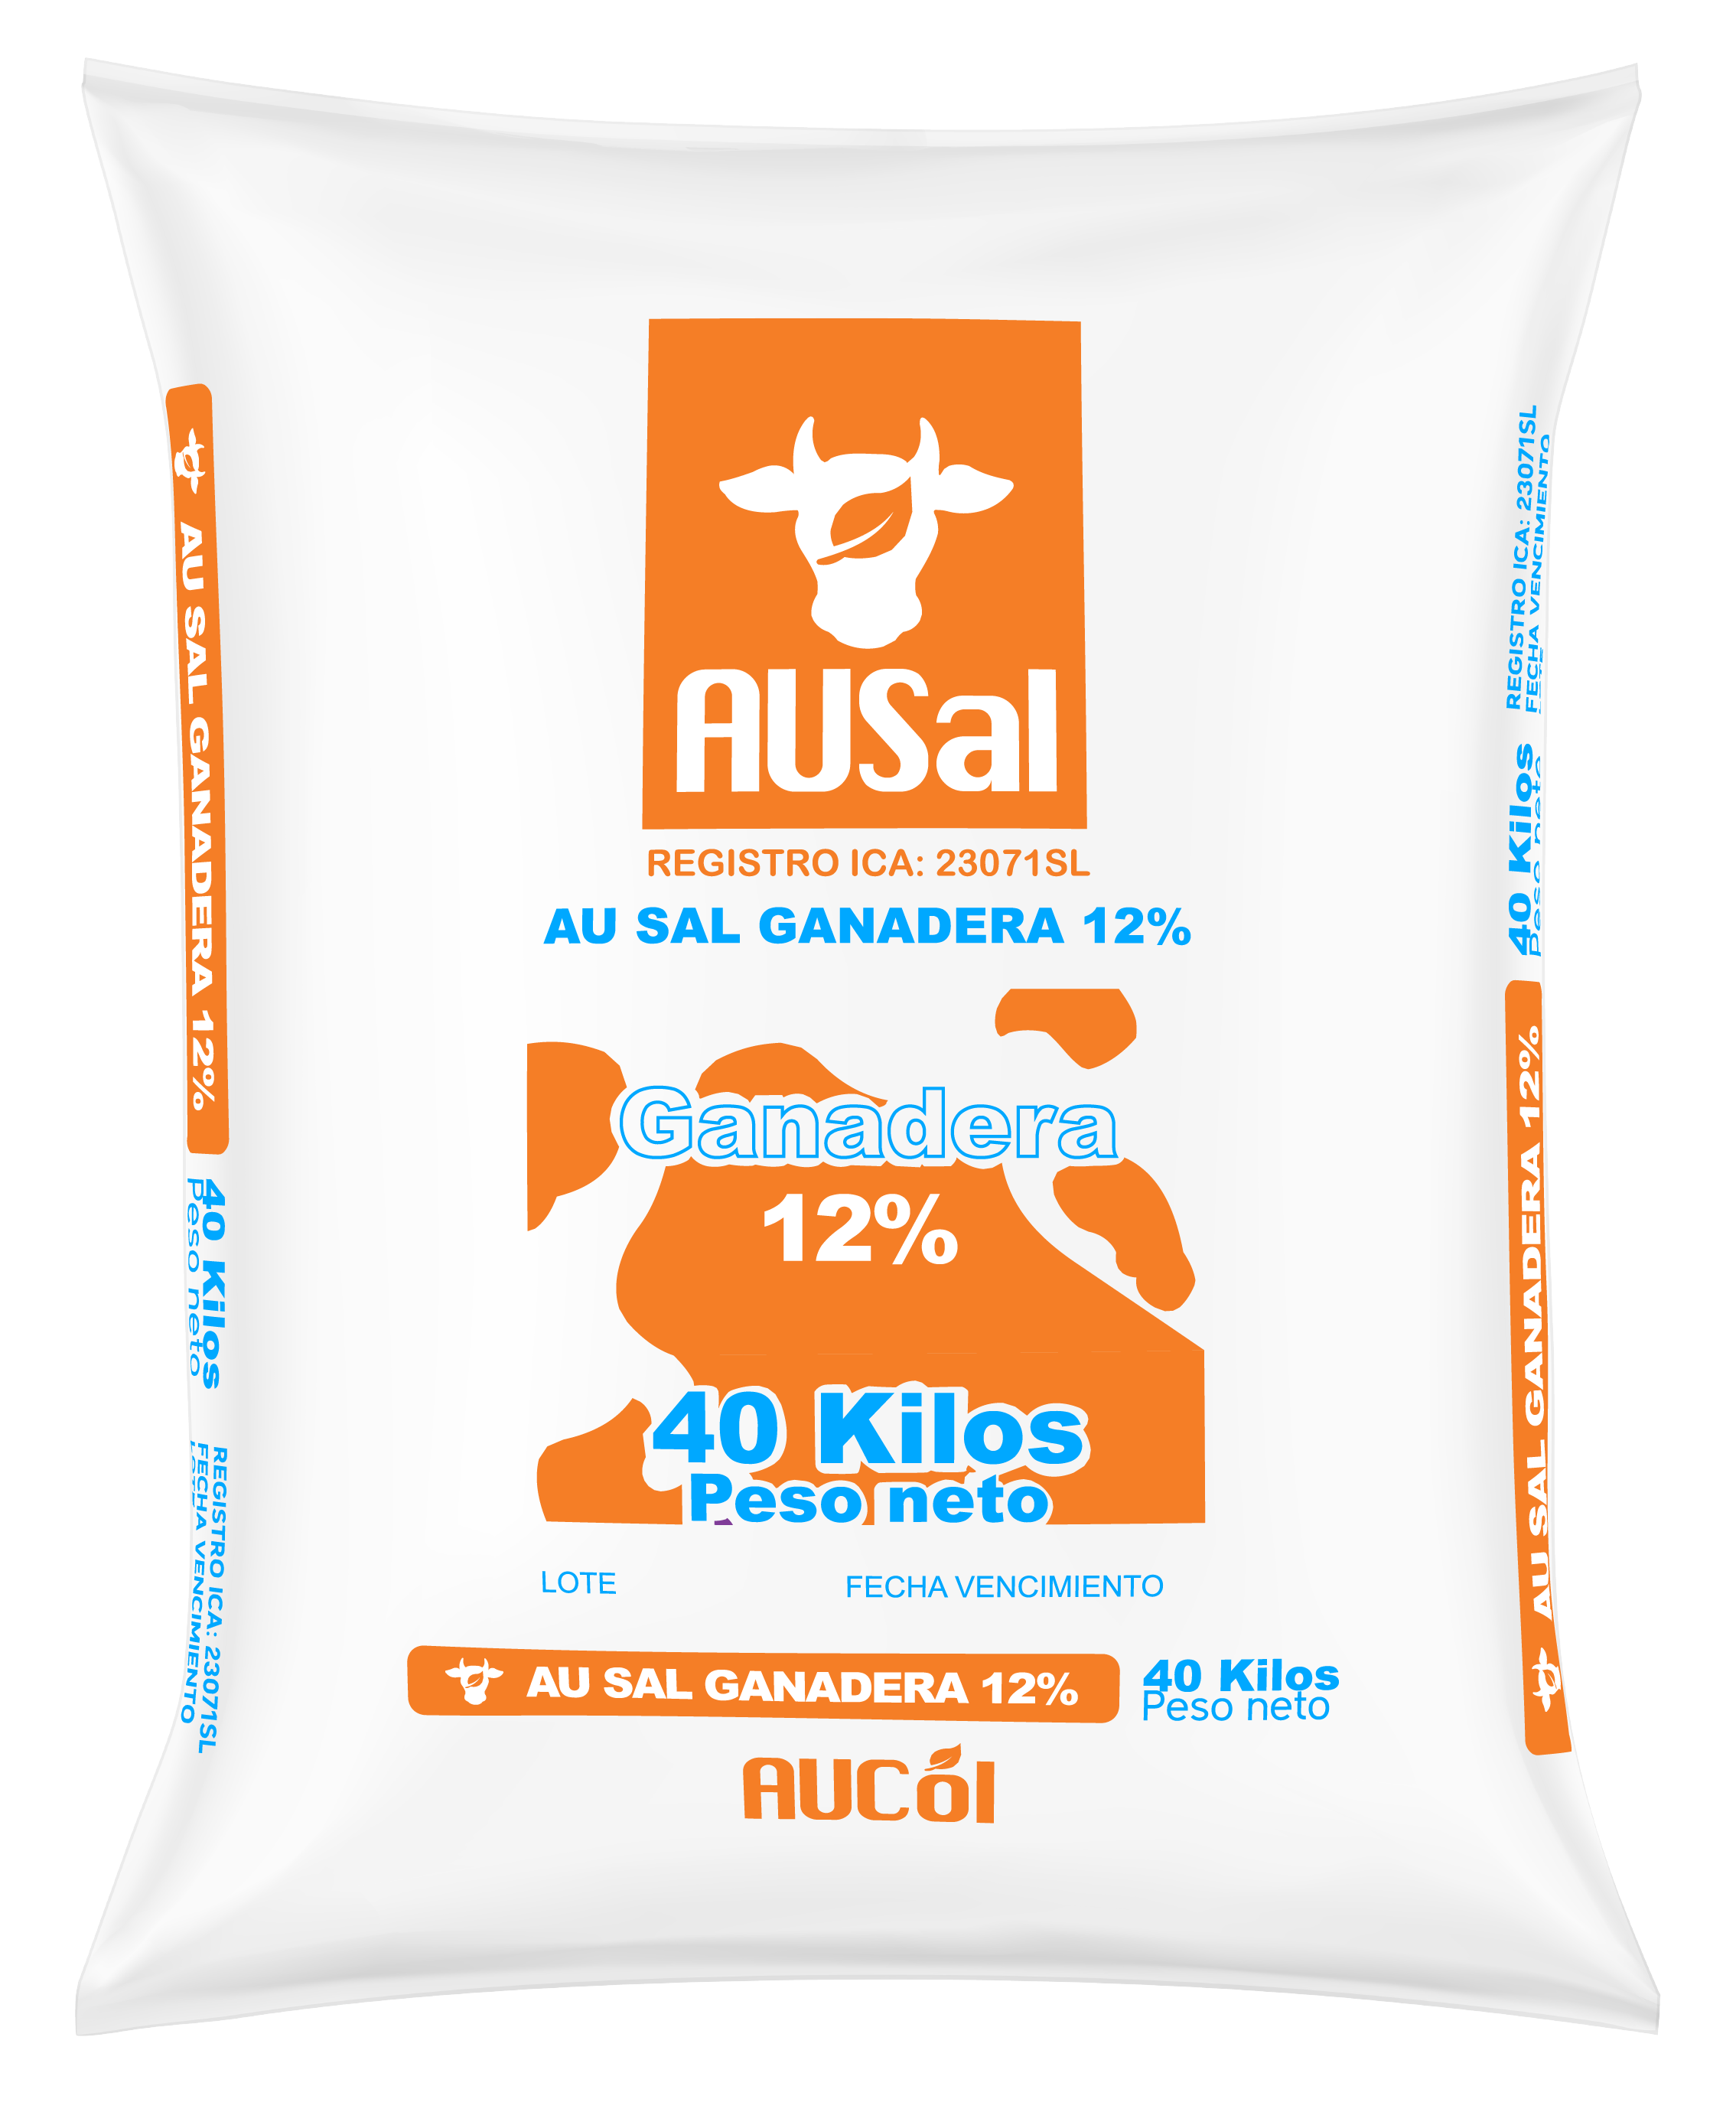 AUSal
REGISTRO ICA: 23071SL
AU SAL GANADERA 12%
Ganadera
12%
40 Kilos
Peso neto
LOTE
FECHA VENCIMIENTO
AU SAL GANADERA 12%
40 Kilos
Peso neto
AUCól
AU SAL GANADERA 12%
40 Kilos
Peso neto
REGISTRO ICA: 23071SL
FECHA VENCIMIENTO
AU SAL GANADERA 12%
40 Kilos
Peso neto
REGISTRO ICA: 23071SL
FECHA VENCIMIENTO